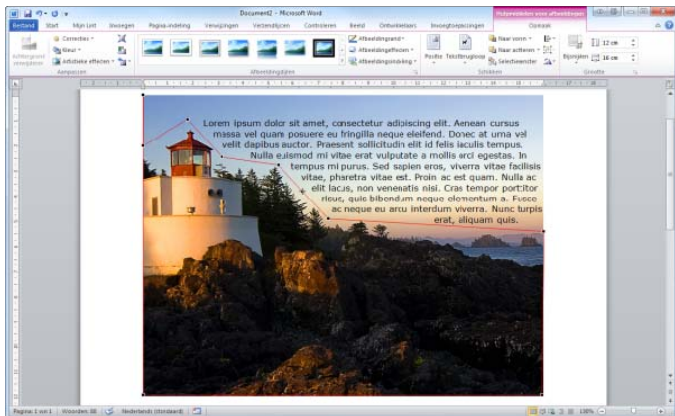 Document2 - Microsoft Word
Hulpmiddelen voor afbeeldingen
Bestand Start Mijn Lint Invoegen Pagina-indeling Verwijzingen Verzendlijsten Controleren Beeld Ontwikkelaars Invoegtoepassingen Opmaak
Achtergrond verwijderen
Correcties
Kleur
Artistieke effecten
Afbeeldingrand
Afbeeldingseffecten
Afbeeldingsindeling
Positie Tekstterugloop
Naar voren
Naar achteren
Selectievenster
Bijsnijden
12 cm
16 cm
Aanpassen Afbeeldingstijlen Schikken Grootte
Lorem ipsum dolor sit amet, consectetur adipiscing elit. Aenean cursus
massa vel quam posuere eu fringilla neque eleifend. Donec at urna vel
velit dapibus auctor. Praesent sollicitudin elit id felis iaculis tempus.
Nulla euismod mi vitae erat vulputate a mollis orci egestas. In
tempus mi purus. Sed sapien eros, viverra vitae facilisis
vitae, pharetra vitae est. Proin ac est quam. Nulla ac
elit lacus, non venenatis nisi. Cras tempor porttitor
risus, quis bibendum neque elementum a. Fusce
ac neque eu arcu interdum viverra. Nunc turpis
erat, aliquam quis.
Pagina: 1 van 1 Woorden: 88 Nederlands (standaard) 130%